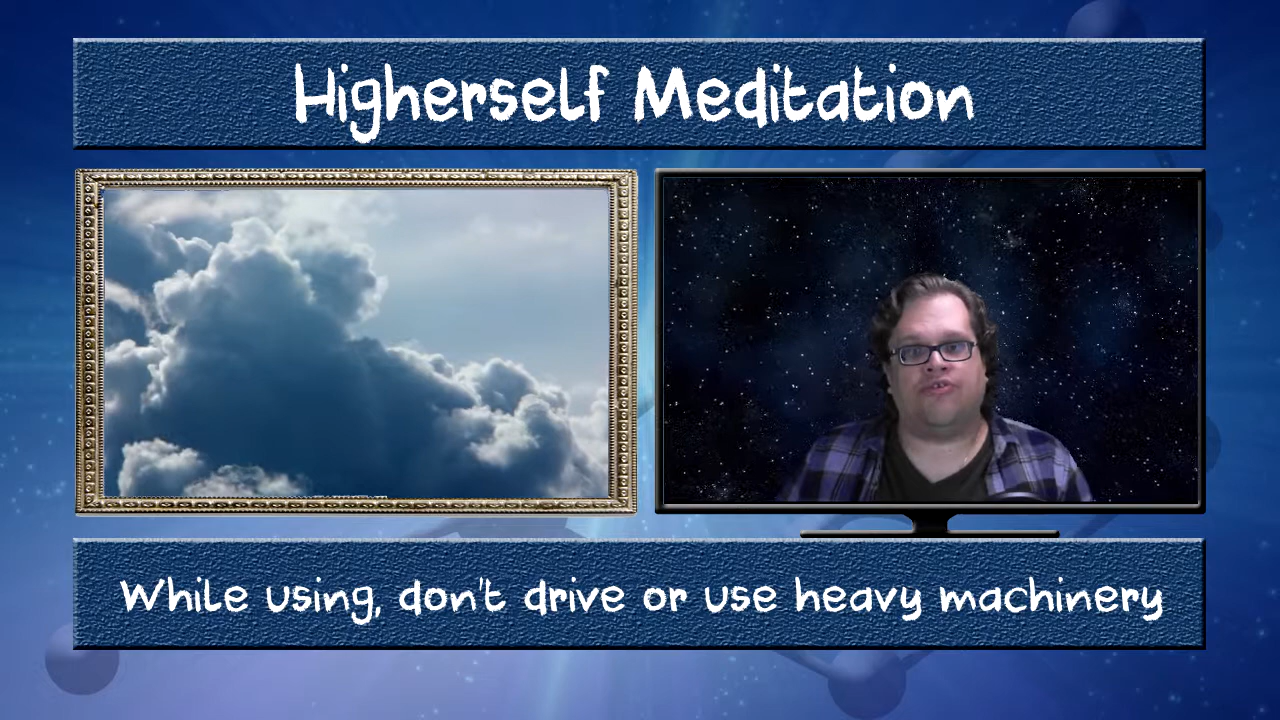 Higherself Meditation
While using, don't drive or use heavy machinery